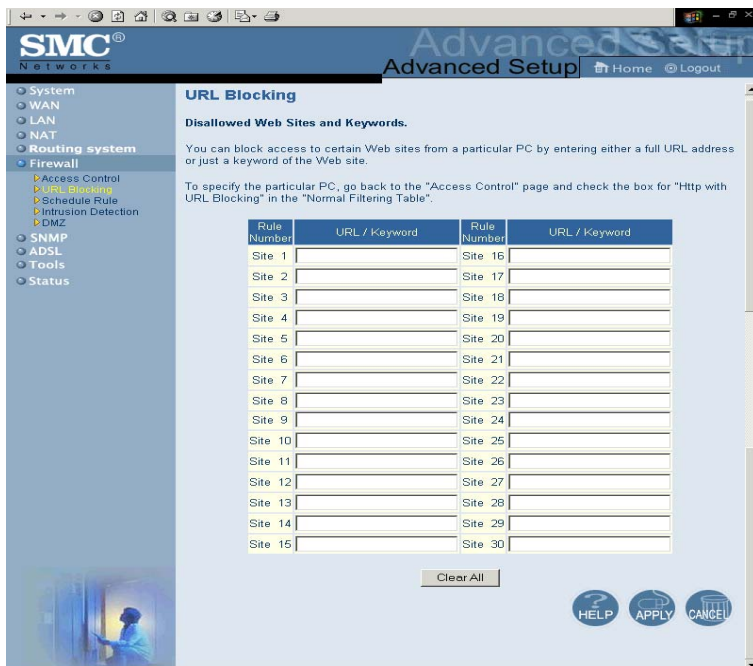 SMC®
Networks
Advanced Setup
Advanced Setup
Home
Logout
System
WAN
LAN
NAT
Routing system
Firewall
Access Control
URL Blocking
Schedule Rule
Intrusion Detection
DMZ
SNMP
ADSL
Tools
Status
URL Blocking
Disallowed Web Sites and Keywords.
You can block access to certain Web sites from a particular PC by entering either a full URL address
or just a keyword of the Web site.
To specify the particular PC, go back to the "Access Control" page and check the box for "Http with
URL Blocking" in the "Normal Filtering Table".
Rule Number URL / Keyword Rule Number URL / Keyword
Site 1 Site 16
Site 2 Site 17
Site 3 Site 18
Site 4 Site 19
Site 5 Site 20
Site 6 Site 21
Site 7 Site 22
Site 8 Site 23
Site 9 Site 24
Site 10 Site 25
Site 11 Site 26
Site 12 Site 27
Site 13 Site 28
Site 14 Site 29
Site 15 Site 30
Clear All
HELP APPLY CANCEL